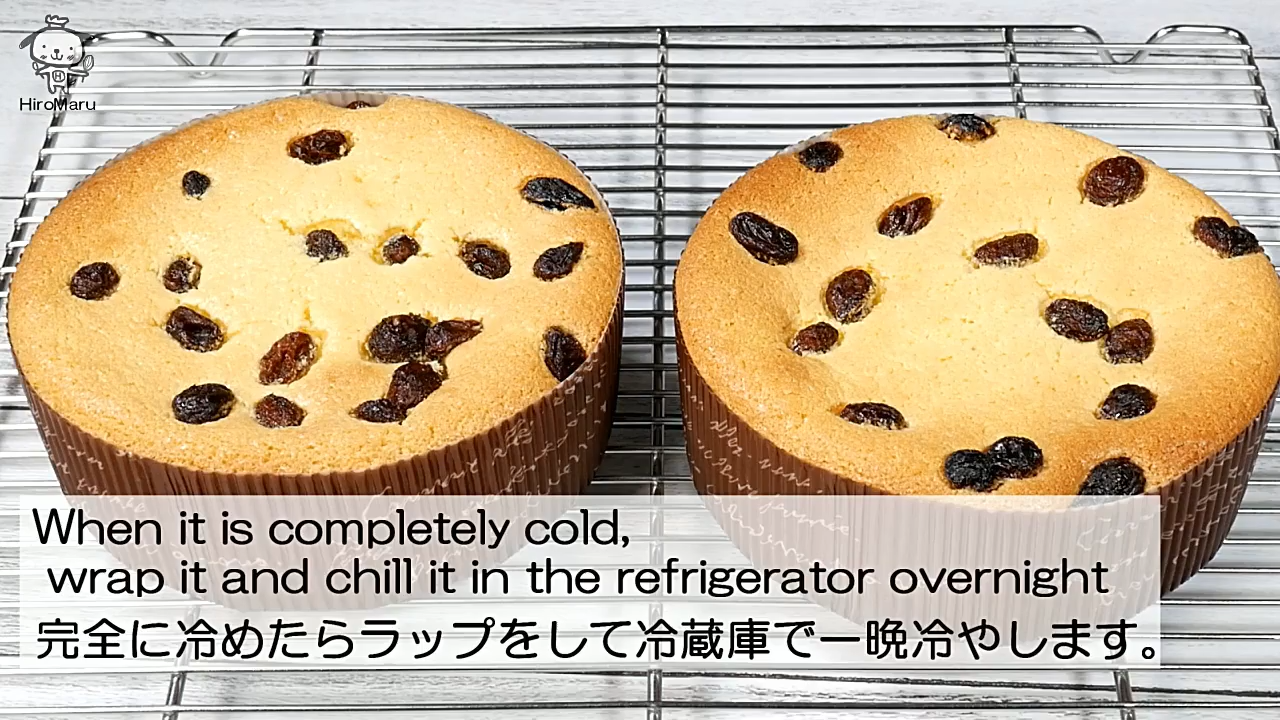 HiroMaru
When it is completely cold,
wrap it and chill it in the refrigerator overnight
完全に冷めたらラップをして冷蔵庫で一晩冷やします。